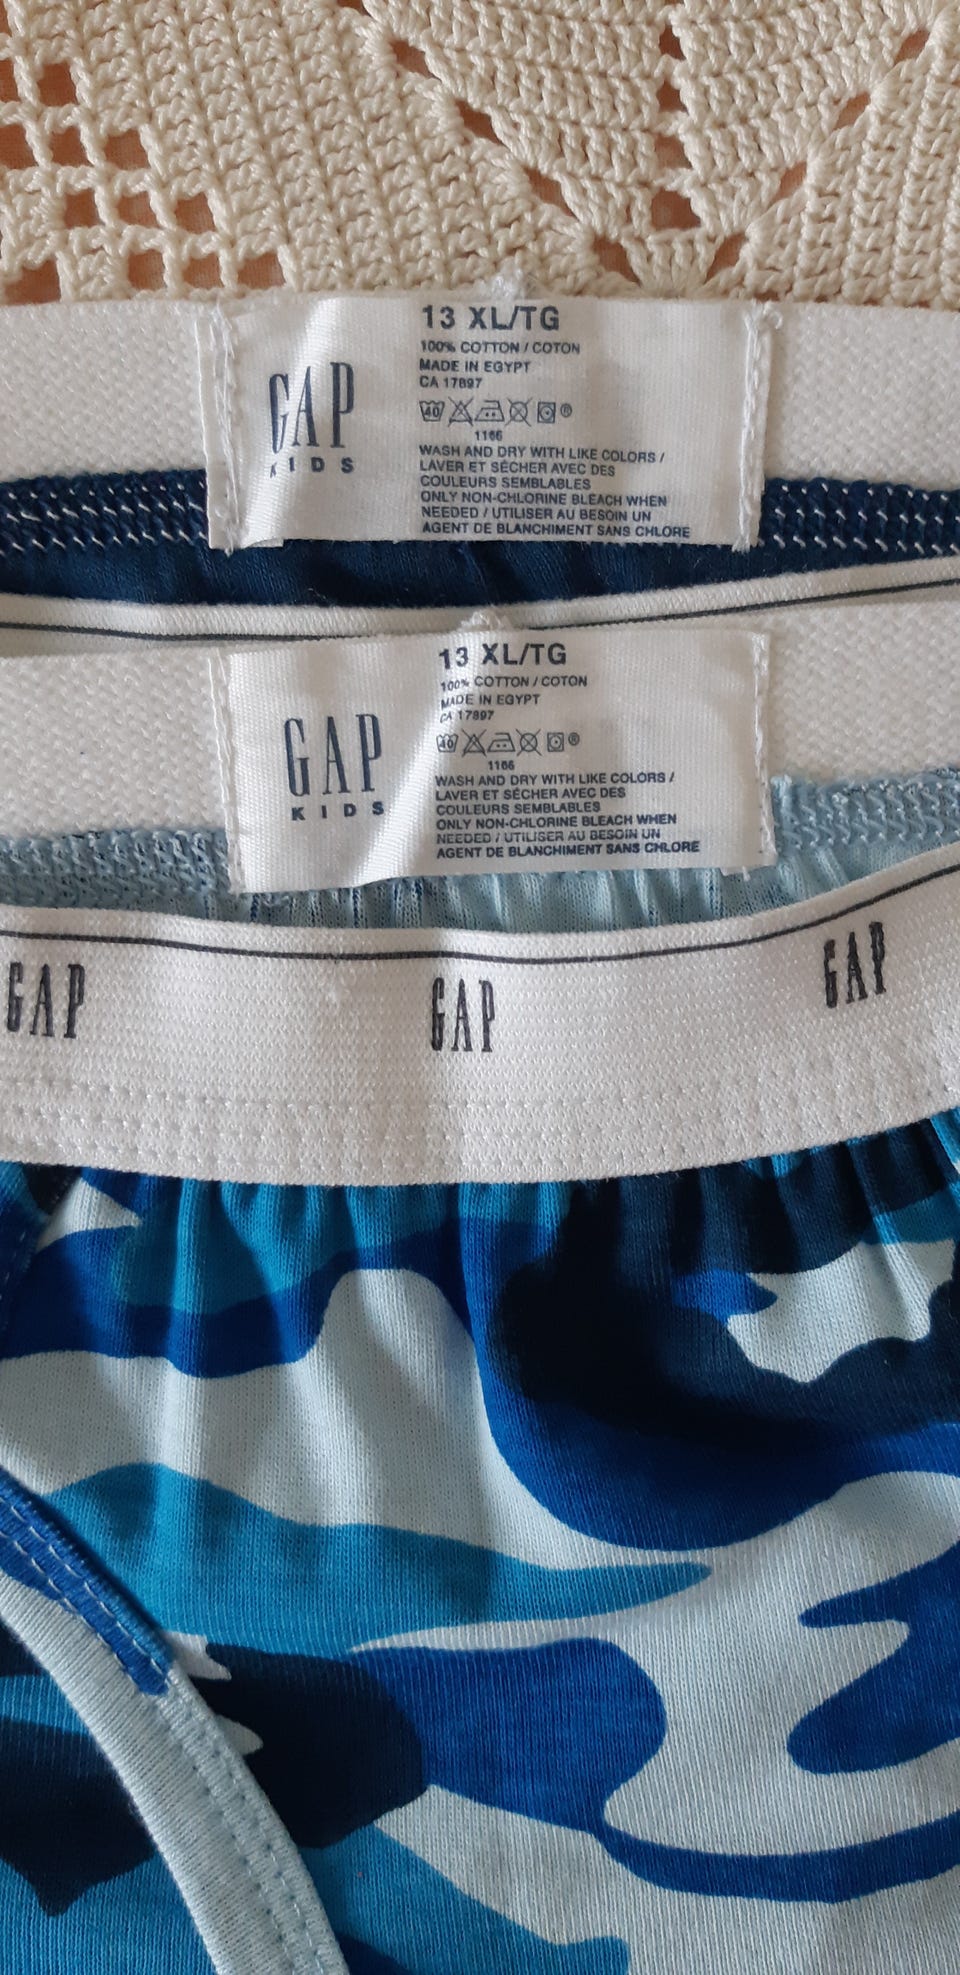 13 XL/TG
100% COTTON / COTON
MADE IN EGYPT
CA 17897
GAP
KIDS
40
®
1166
WASH AND DRY WITH LIKE COLORS /
LAVER ET SÉCHER AVEC DES
COULEURS SEMBLABLES
ONLY NON-CHLORINE BLEACH WHEN
NEEDED / UTILISER AU BESOIN UN
AGENT DE BLANCHIMENT SANS CHLORE
13 XL/TG
100% COTTON / COTON
MADE IN EGYPT
CA 17897
GAP
KIDS
40
®
1166
WASH AND DRY WITH LIKE COLORS /
LAVER ET SÉCHER AVEC DES
COULEURS SEMBLABLES
ONLY NON-CHLORINE BLEACH WHEN
NEEDED / UTILISER AU BESOIN UN
AGENT DE BLANCHIMENT SANS CHLORE
GAP GAP GAP